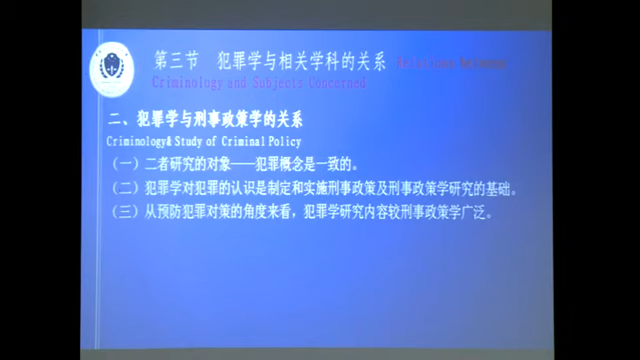 第三节　犯罪学与相关学科的关系 Relations Between
Criminology and Subjects Concerned
二、犯罪学与刑事政策学的关系
Criminology& Study of Criminal Policy
（一）二者研究的对象——犯罪概念是一致的。
（二）犯罪学对犯罪的认识是制定和实施刑事政策及刑事政策学研究的基础。
（三）从预防犯罪对策的角度来看，犯罪学研究内容较刑事政策学广泛。